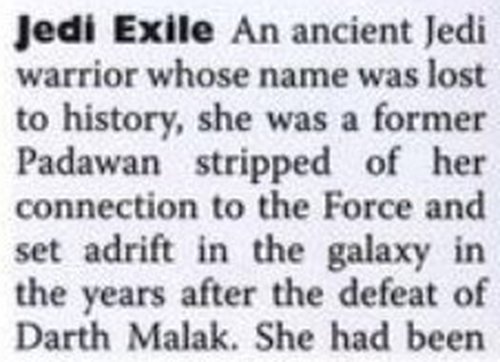 Jedi Exile An ancient Jedi
warrior whose name was lost
to history, she was a former
Padawan stripped of her
connection to the Force and
set adrift in the galaxy in
the years after the defeat of
Darth Malak. She had been